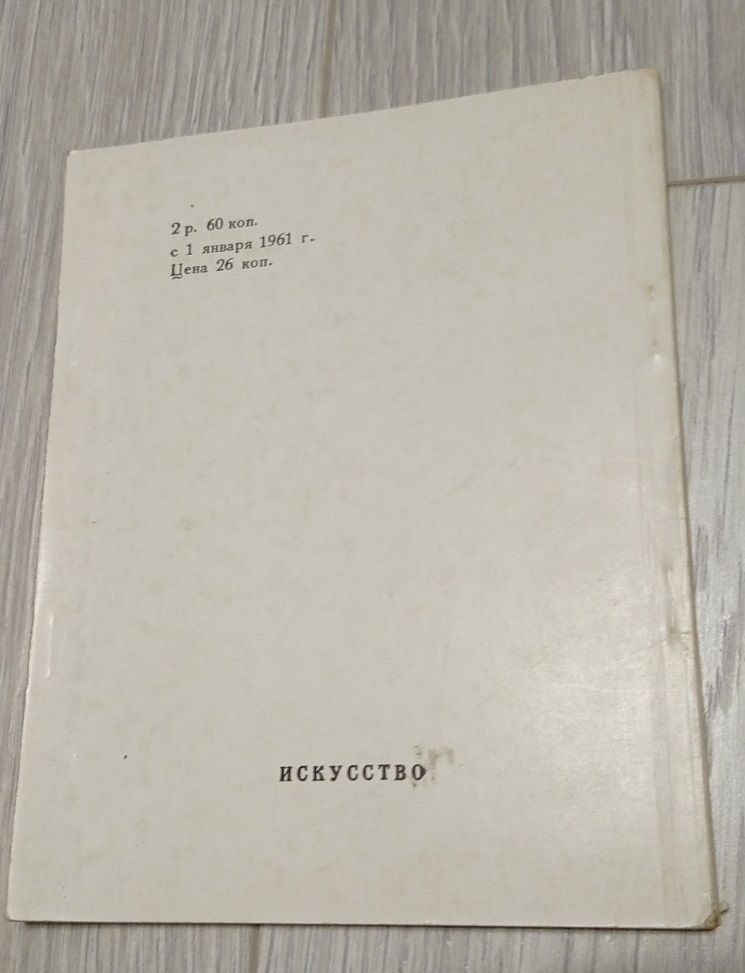 2 р. 60 коп.
с 1 января 1961 г.
Цена 26 коп.
ИСКУССТВО